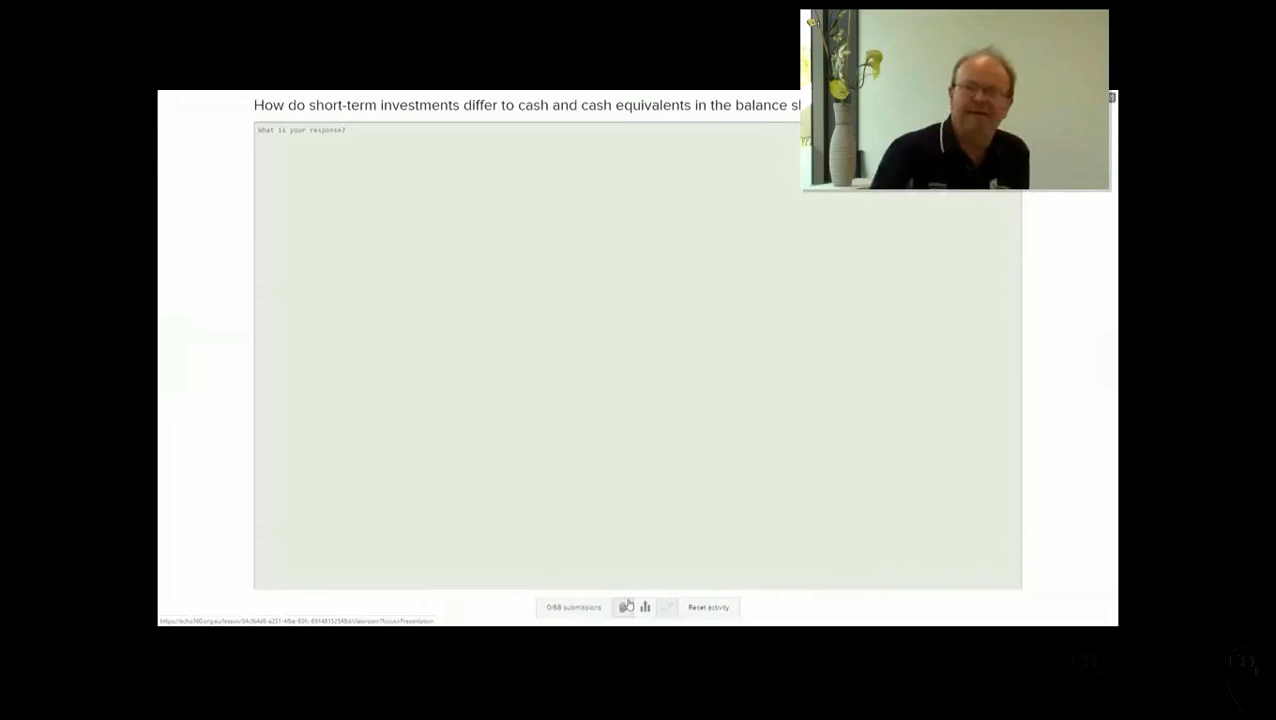 How do short-term investments differ to cash and cash equivalents in the balance
What is your response?
0/68 submissions
Reset activity